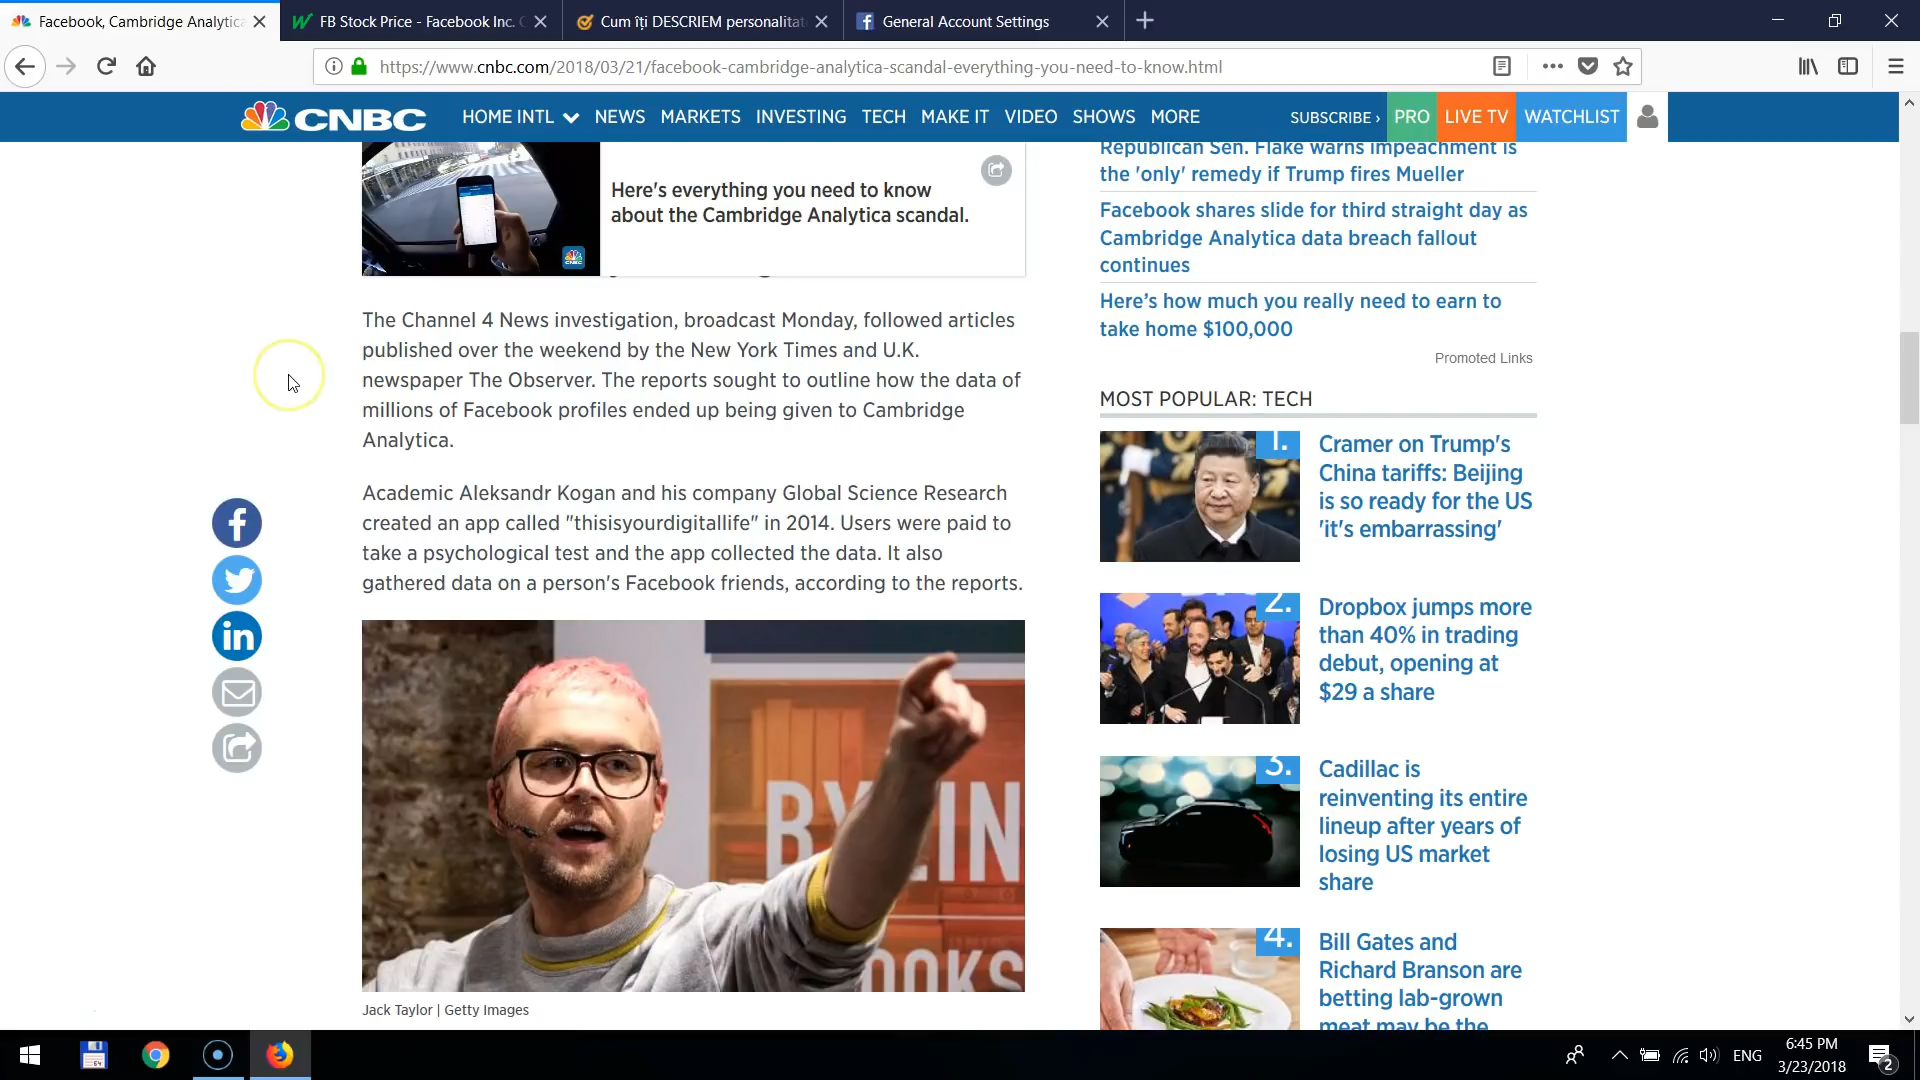 Facebook, Cambridge Analytica
FB Stock Price - Facebook Inc.
Cum îți DESCRIEM personalitat
General Account Settings
https://www.cnbc.com/2018/03/21/facebook-cambridge-analytica-scandal-everything-you-need-to-know.html
CNBC
HOME INTL
NEWS
MARKETS
INVESTING
TECH
MAKE IT
VIDEO
SHOWS
MORE
SUBSCRIBE ›
PRO
LIVE TV
WATCHLIST
Here's everything you need to know
about the Cambridge Analytica scandal.
The Channel 4 News investigation, broadcast Monday, followed articles
published over the weekend by the New York Times and U.K.
newspaper The Observer. The reports sought to outline how the data of
millions of Facebook profiles ended up being given to Cambridge
Analytica.
Academic Aleksandr Kogan and his company Global Science Research
created an app called "thisisyourdigitallife" in 2014. Users were paid to
take a psychological test and the app collected the data. It also
gathered data on a person's Facebook friends, according to the reports.
BYLIN
OOKS
Jack Taylor | Getty Images
Republican Sen. Flake warns impeachment is
the 'only' remedy if Trump fires Mueller
Facebook shares slide for third straight day as
Cambridge Analytica data breach fallout
continues
Here's how much you really need to earn to
take home $100,000
Promoted Links
MOST POPULAR: TECH
1.
Cramer on Trump's
China tariffs: Beijing
is so ready for the US
'it's embarrassing'
2.
Dropbox jumps more
than 40% in trading
debut, opening at
$29 a share
3.
Cadillac is
reinventing its entire
lineup after years of
losing US market
share
4.
Bill Gates and
Richard Branson are
betting lab-grown
meat may be the
64
ENG
6:45 PM
3/23/2018
2